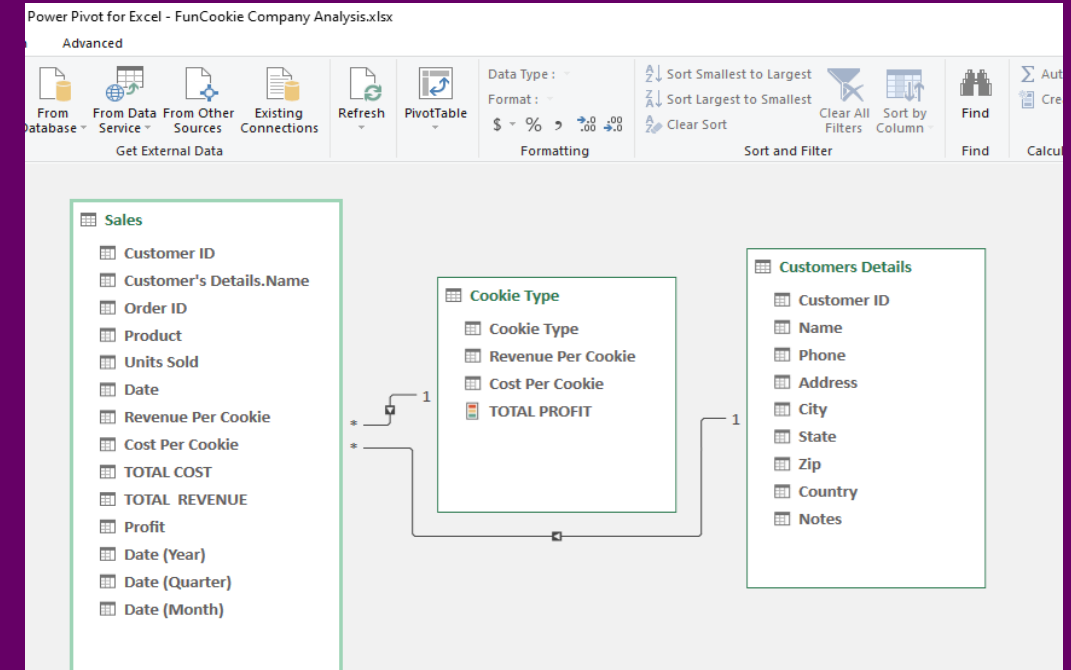 Power Pivot for Excel - FunCookie Company Analysis.xlsx
Advanced
From Database
From Data Service
From Other Sources
Existing Connections
Get External Data
Refresh
PivotTable
Data Type :
Format :
$ % , .00 .00
Formatting
Sort Smallest to Largest
Sort Largest to Smallest
Clear Sort
Clear All Filters
Sort by Column
Sort and Filter
Find
Find
Sales
Customer ID
Customer's Details.Name
Order ID
Product
Units Sold
Date
Revenue Per Cookie
Cost Per Cookie
TOTAL COST
TOTAL REVENUE
Profit
Date (Year)
Date (Quarter)
Date (Month)
*
*
1
Cookie Type
Cookie Type
Revenue Per Cookie
Cost Per Cookie
TOTAL PROFIT
1
Customers Details
Customer ID
Name
Phone
Address
City
State
Zip
Country
Notes